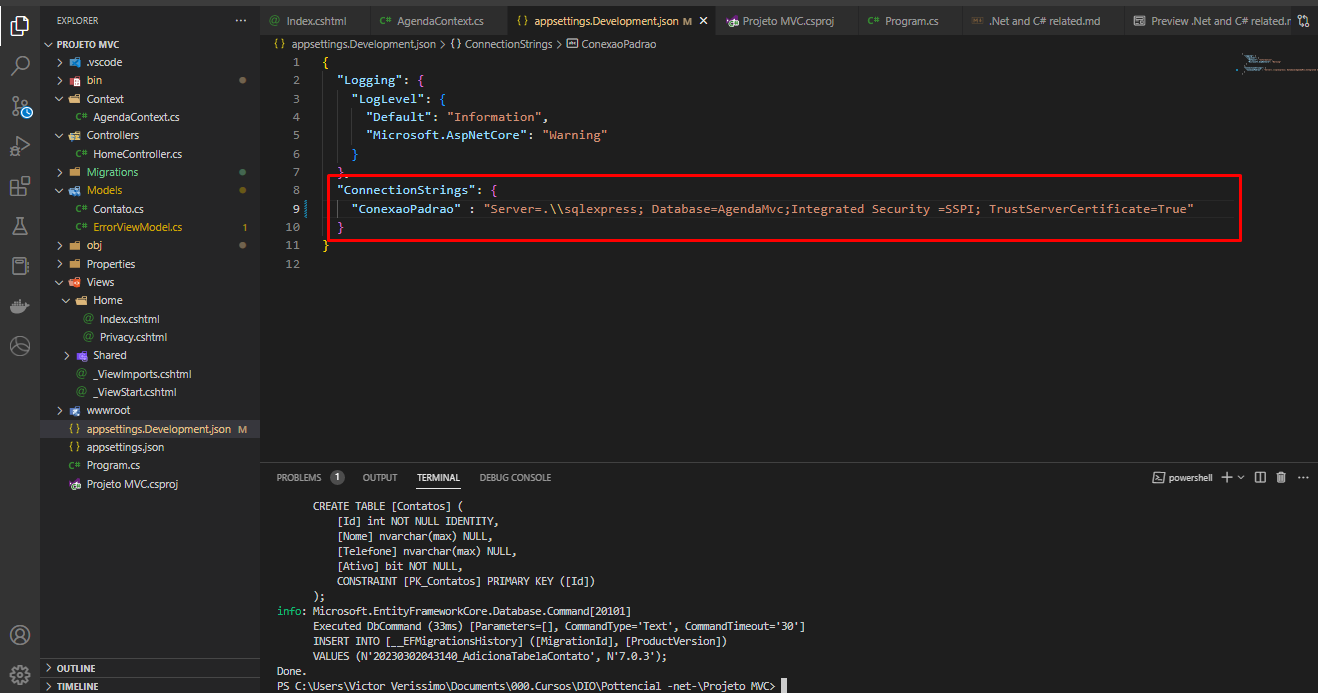 EXPLORER
PROJETO MVC
.vscode
bin
Context
C# AgendaContext.cs
Controllers
C# HomeController.cs
Migrations
Models
C# Contato.cs
C# ErrorViewModel.cs 1
obj
Properties
Views
Home
@ Index.cshtml
@ Privacy.cshtml
Shared
@ _ViewImports.cshtml
@ _ViewStart.cshtml
wwwroot
{} appsettings.Development.json M
{} appsettings.json
C# Program.cs
Projeto MVC.csproj
OUTLINE
TIMELINE
@ Index.cshtml C# AgendaContext.cs {} appsettings.Development.json M Projeto MVC.csproj C# Program.cs .Net and C# related.md Preview .Net and C# related.r
{} appsettings.Development.json > {} ConnectionStrings > ConexaoPadrao
1 {
2 "Logging": {
3 "LogLevel": {
4 "Default": "Information",
5 "Microsoft.AspNetCore": "Warning"
6 }
7 },
8 "ConnectionStrings": {
9 "ConexaoPadrao" : "Server=.\\sqlexpress; Database=AgendaMvc;Integrated Security =SSPI; TrustServerCertificate=True"
10 }
11 }
12
PROBLEMS 1 OUTPUT TERMINAL DEBUG CONSOLE powershell
CREATE TABLE [Contatos] (
[Id] int NOT NULL IDENTITY,
[Nome] nvarchar(max) NULL,
[Telefone] nvarchar(max) NULL,
[Ativo] bit NOT NULL,
CONSTRAINT [PK_Contatos] PRIMARY KEY ([Id])
);
info: Microsoft.EntityFrameworkCore.Database.Command[20101]
Executed DbCommand (33ms) [Parameters=[], CommandType='Text', CommandTimeout='30']
INSERT INTO [__EFMigrationsHistory] ([MigrationId], [ProductVersion])
VALUES (N'20230302043140_AdicionaTabelaContato', N'7.0.3');
Done.
PS C:\Users\Victor Verissimo\Documents\000.Cursos\DIO\Pottencial -net-\Projeto MVC>